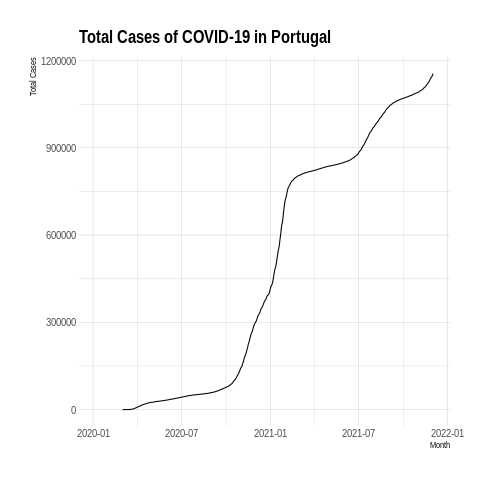 Total Cases of COVID-19 in Portugal
Total Cases
1200000
900000
600000
300000
0
2020-01 2020-07 2021-01 2021-07 2022-01
Month